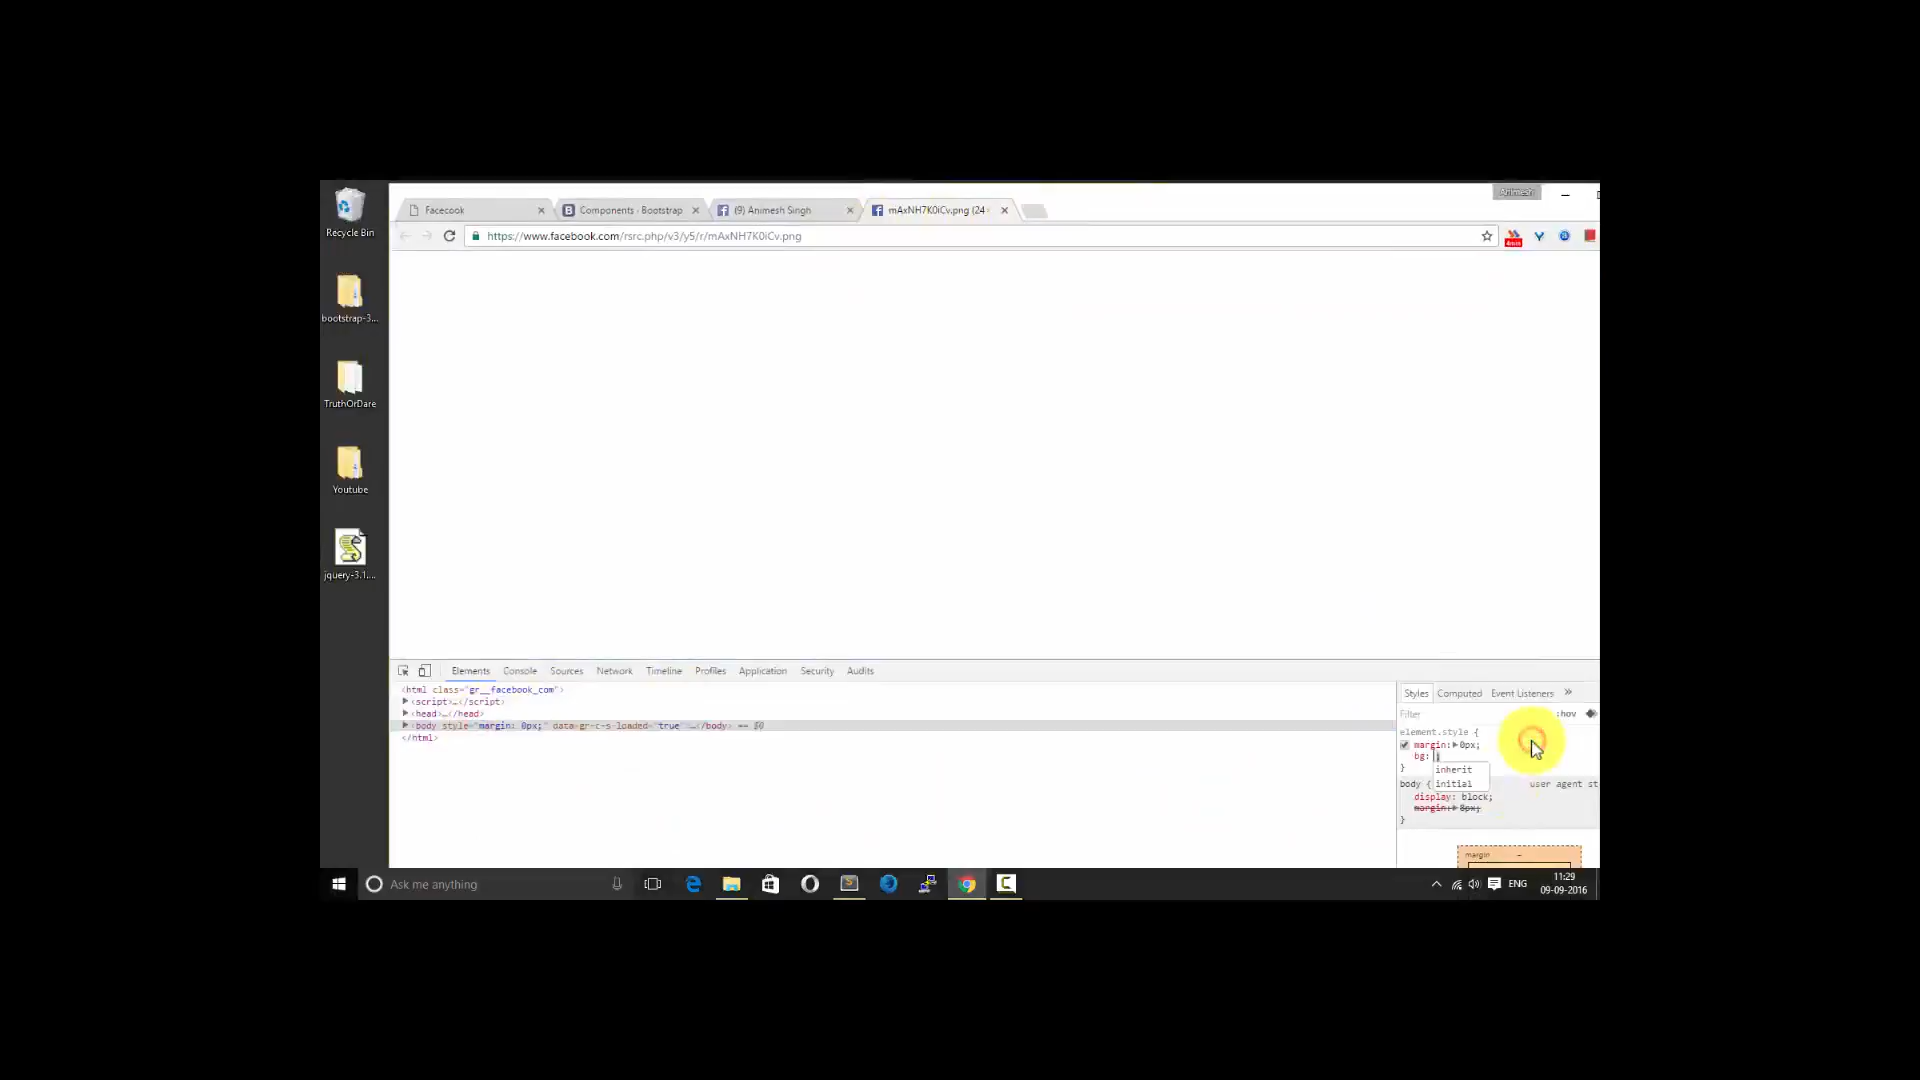 Animesh
Facecook
Components · Bootstrap
(9) Animesh Singh
mAxNH7K0iCv.png (24×
https://www.facebook.com/rsrc.php/v3/y5/r/mAxNH7K0iCv.png
4min
Recycle Bin
bootstrap-3...
TruthOrDare
Youtube
jquery-3.1....
Elements Console Sources Network Timeline Profiles Application Security Audits
<html class="gr__facebook_com">
<script>…</script>
<head>…</head>
<body style="margin: 0px;" data-gr-c-s-loaded="true">…</body> == $0
</html>
Styles Computed Event Listeners »
Filter :hov
element.style {
margin: 0px;
bg: ;
}
inherit
initial
body { user agent st
display: block;
margin: 8px;
}
margin –
Ask me anything
ENG
11:29
09-09-2016